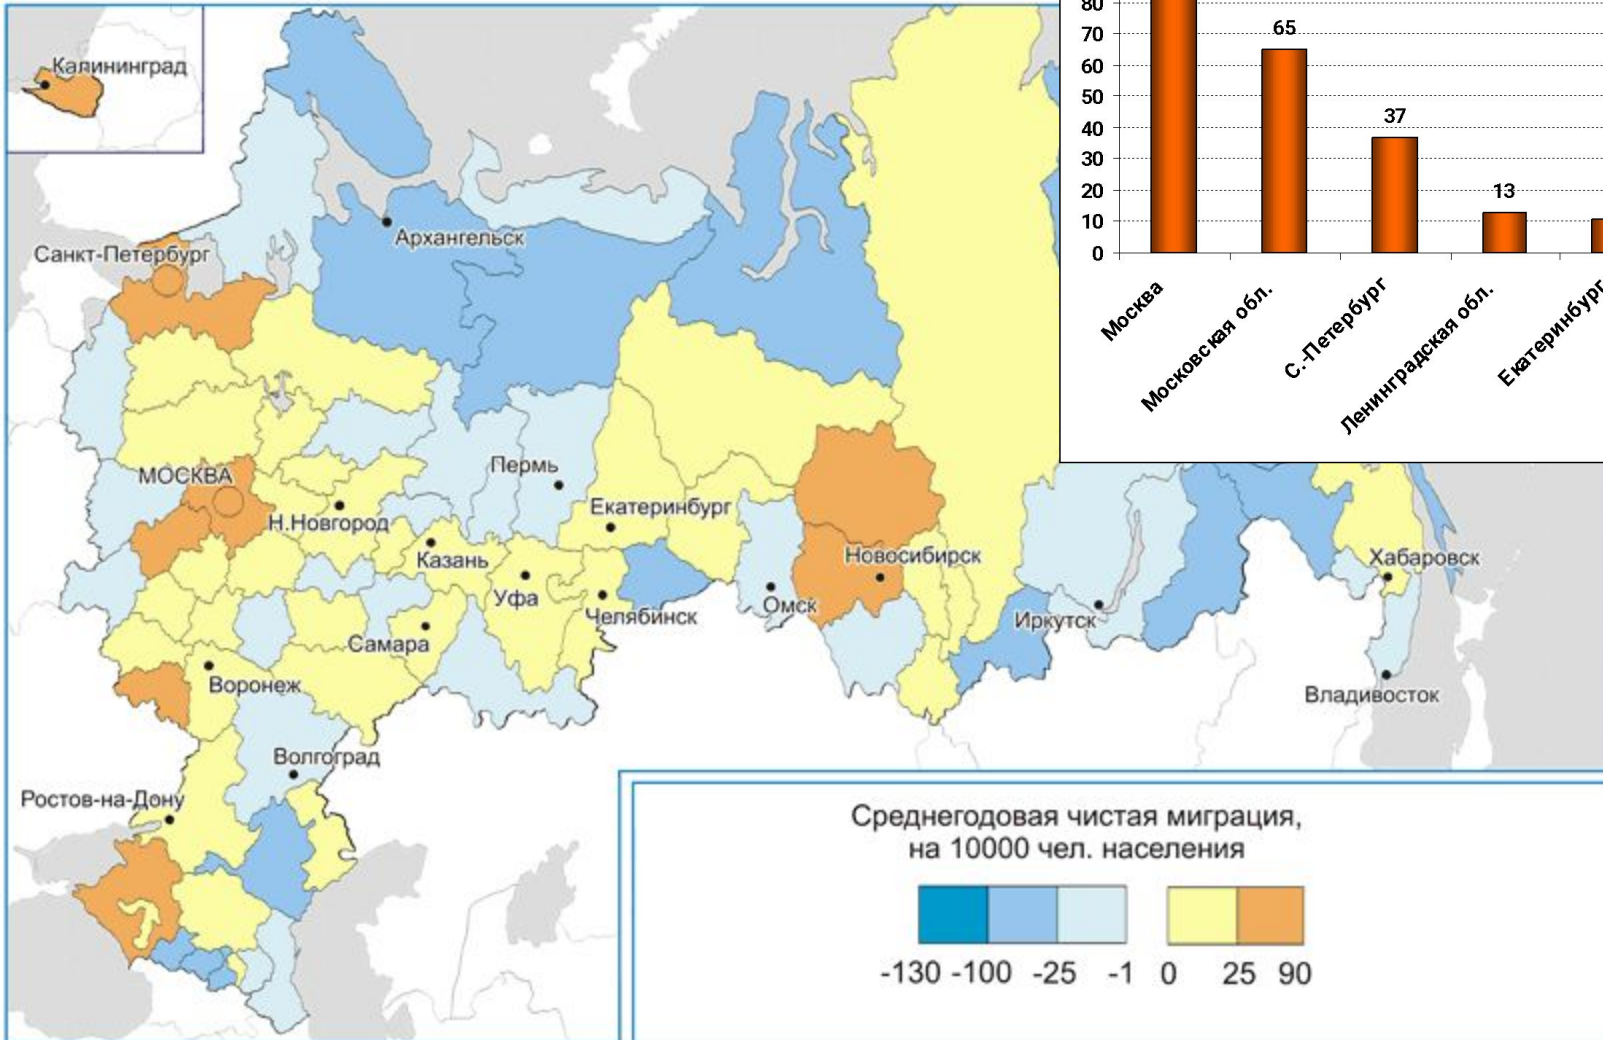 Калининград
Санкт-Петербург
Архангельск
МОСКВА
Н.Новгород
Пермь
Екатеринбург
Казань
Уфа
Челябинск
Самара
Омск
Новосибирск
Иркутск
Хабаровск
Владивосток
Воронеж
Волгоград
Ростов-на-Дону
80
70
60
50
40
30
20
10
0
65
37
13
Москва
Московская обл.
С.-Петербург
Ленинградская обл.
Екатеринбург
Среднегодовая чистая миграция,
на 10000 чел. населения
-130 -100 -25 -1 0 25 90